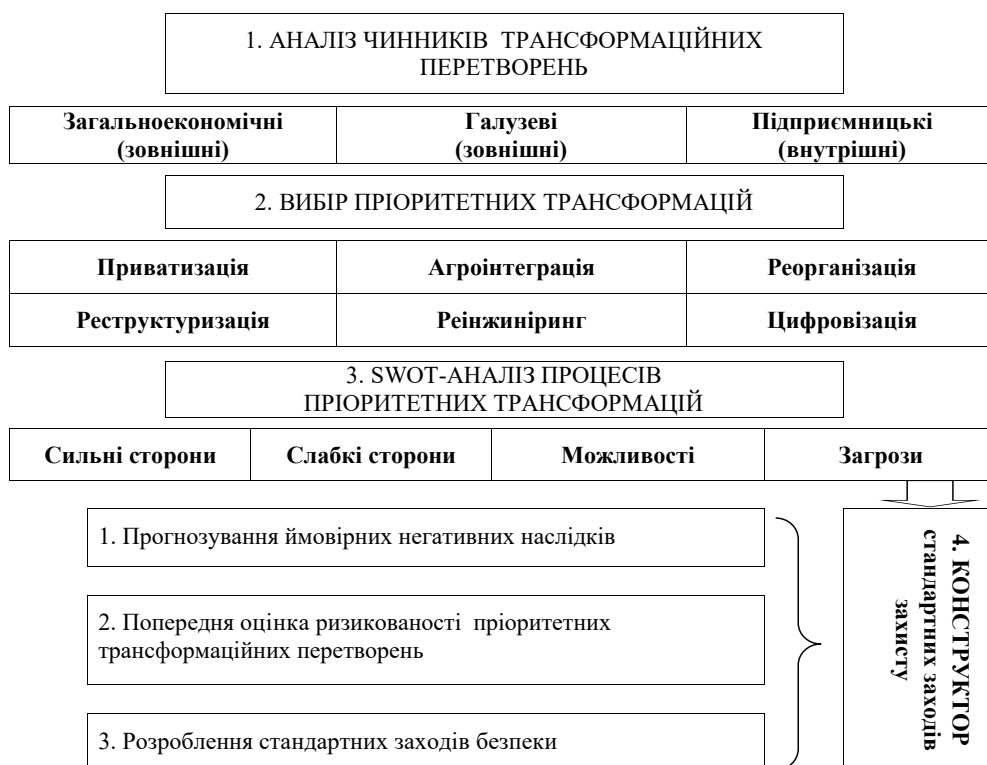 1. АНАЛІЗ ЧИННИКІВ ТРАНСФОРМАЦІЙНИХ
ПЕРЕТВОРЕНЬ
Загальноекономічні
(зовнішні)
Галузеві
(зовнішні)
Підприємницькі
(внутрішні)
2. ВИБІР ПРІОРИТЕТНИХ ТРАНСФОРМАЦІЙ
Приватизація
Агроінтеграція
Реорганізація
Реструктуризація
Реінжиніринг
Цифровізація
3. SWOT-АНАЛІЗ ПРОЦЕСІВ
ПРІОРИТЕТНИХ ТРАНСФОРМАЦІЙ
Сильні сторони
Слабкі сторони
Можливості
Загрози
1. Прогнозування ймовірних негативних наслідків
2. Попередня оцінка ризикованості пріоритетних
трансформаційних перетворень
3. Розроблення стандартних заходів безпеки
4. КОНСТРУКТОР
стандартних заходів
захисту